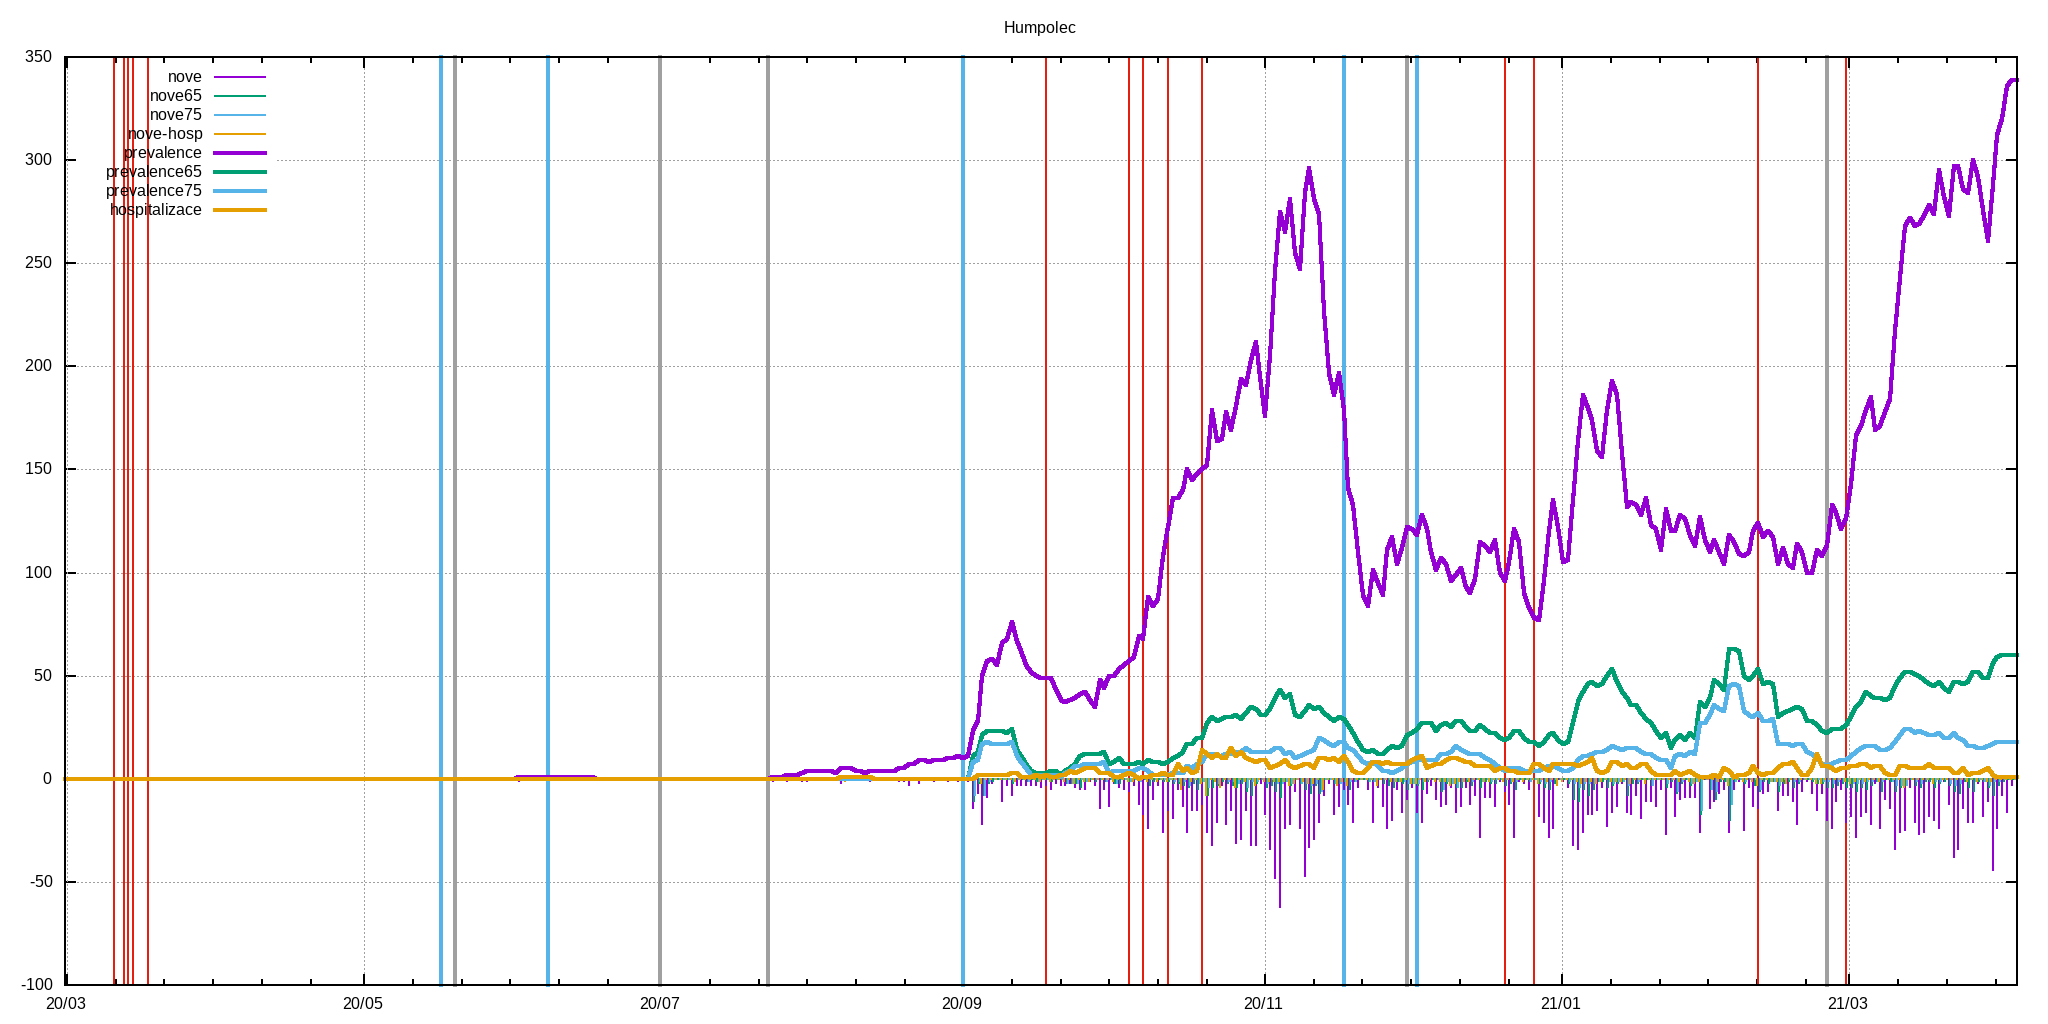 Humpolec
350
300
250
200
150
100
50
0
-50
-100
nove
nove65
nove75
nove-hosp
prevalence
prevalence65
prevalence75
hospitalizace
20/03 20/05 20/07 20/09 20/11 21/01 21/03